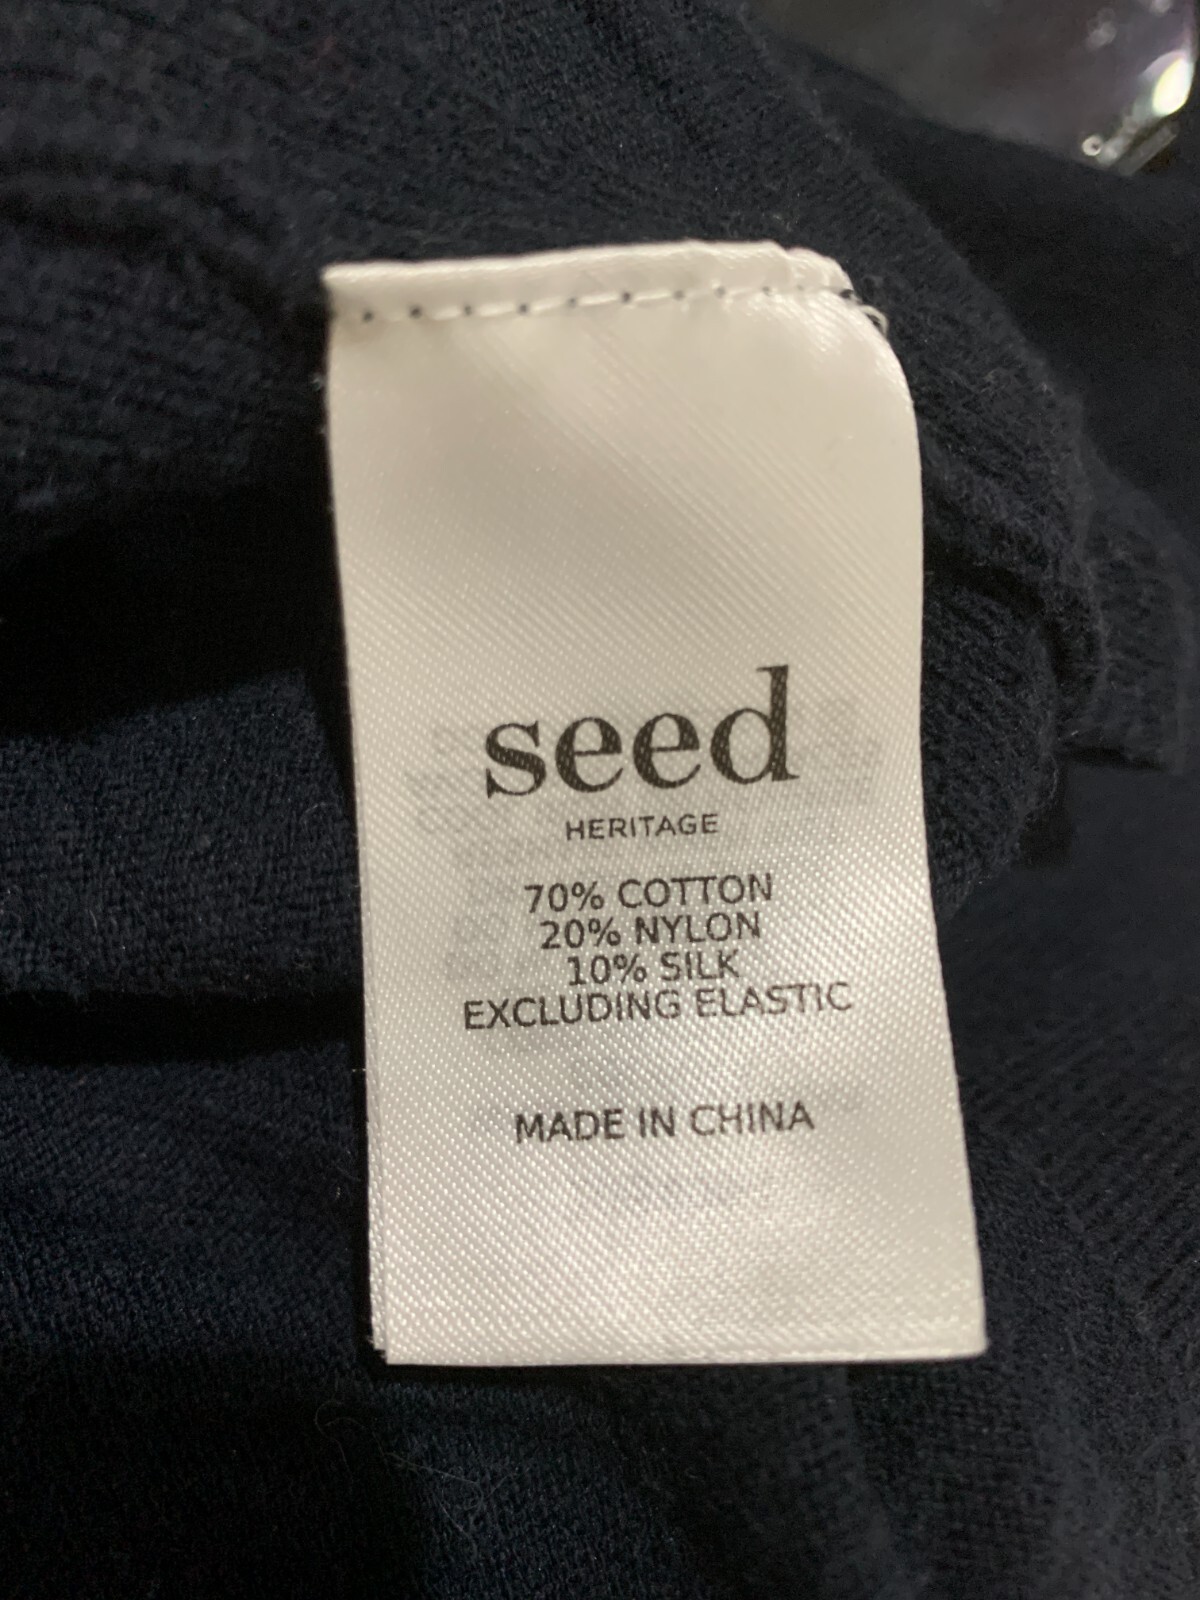 seed
HERITAGE
70% COTTON
20% NYLON
10% SILK
EXCLUDING ELASTIC
MADE IN CHINA